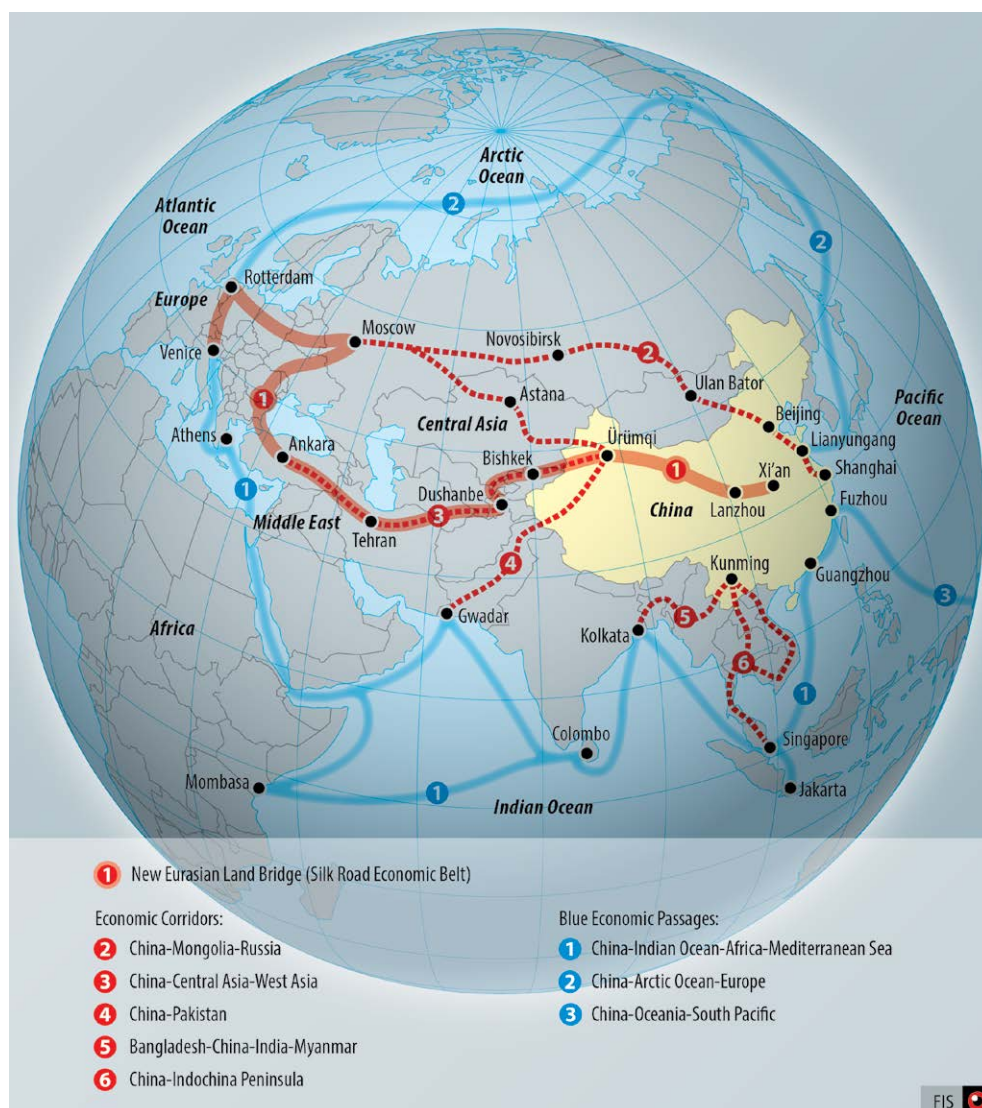 Arctic
Ocean
2
Atlantic
Ocean
2
Rotterdam
Europe
Moscow
Novosibirsk
2
Venice
Ulan Bator
Pacific
Ocean
1
Astana
Beijing
Central Asia
Athens
Ankara
Ürümqi
Lianyungang
Bishkek
1
Xi'an
Shanghai
1
Dushanbe
Fuzhou
Middle East
3
China
Lanzhou
Tehran
4
Kunming
Guangzhou
3
Gwadar
5
Africa
Kolkata
6
1
Colombo
Singapore
Mombasa
1
Indian Ocean
Jakarta
1 New Eurasian Land Bridge (Silk Road Economic Belt)
Economic Corridors:
2 China-Mongolia-Russia
3 China-Central Asia-West Asia
4 China-Pakistan
5 Bangladesh-China-India-Myanmar
6 China-Indochina Peninsula
Blue Economic Passages:
1 China-Indian Ocean-Africa-Mediterranean Sea
2 China-Arctic Ocean-Europe
3 China-Oceania-South Pacific
FIS